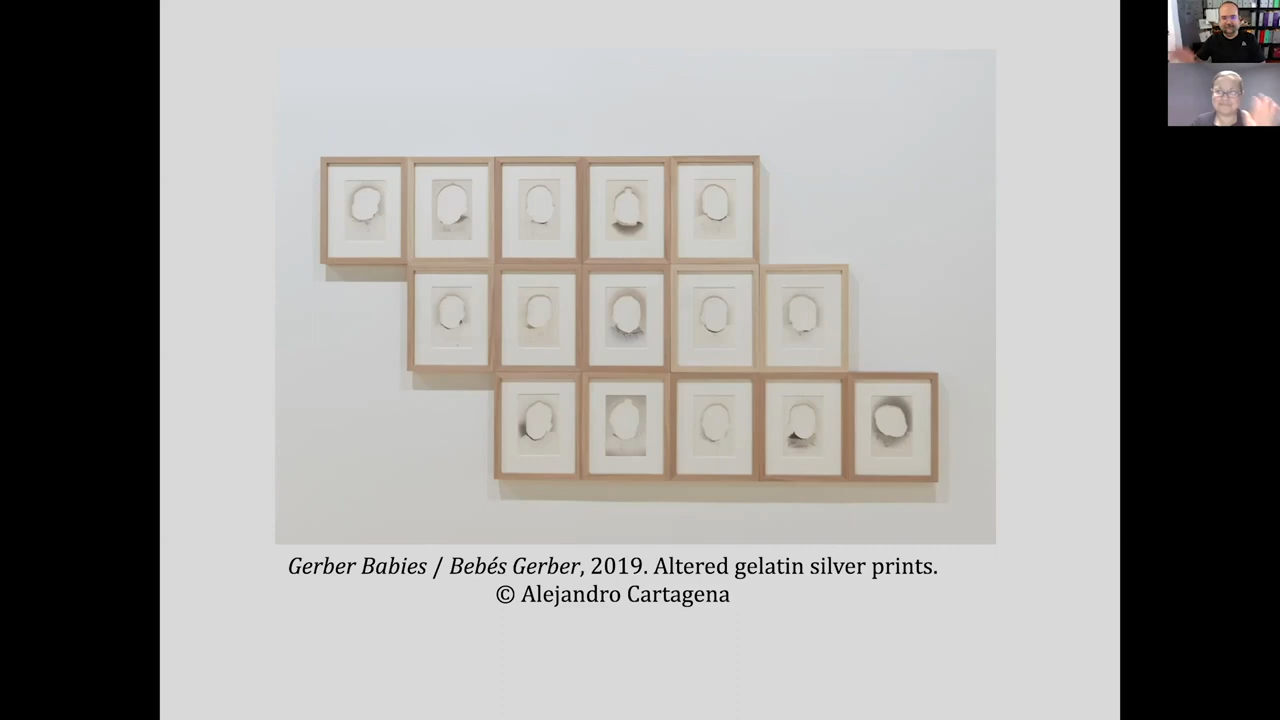 Gerber Babies / Bebés Gerber, 2019. Altered gelatin silver prints.
© Alejandro Cartagena